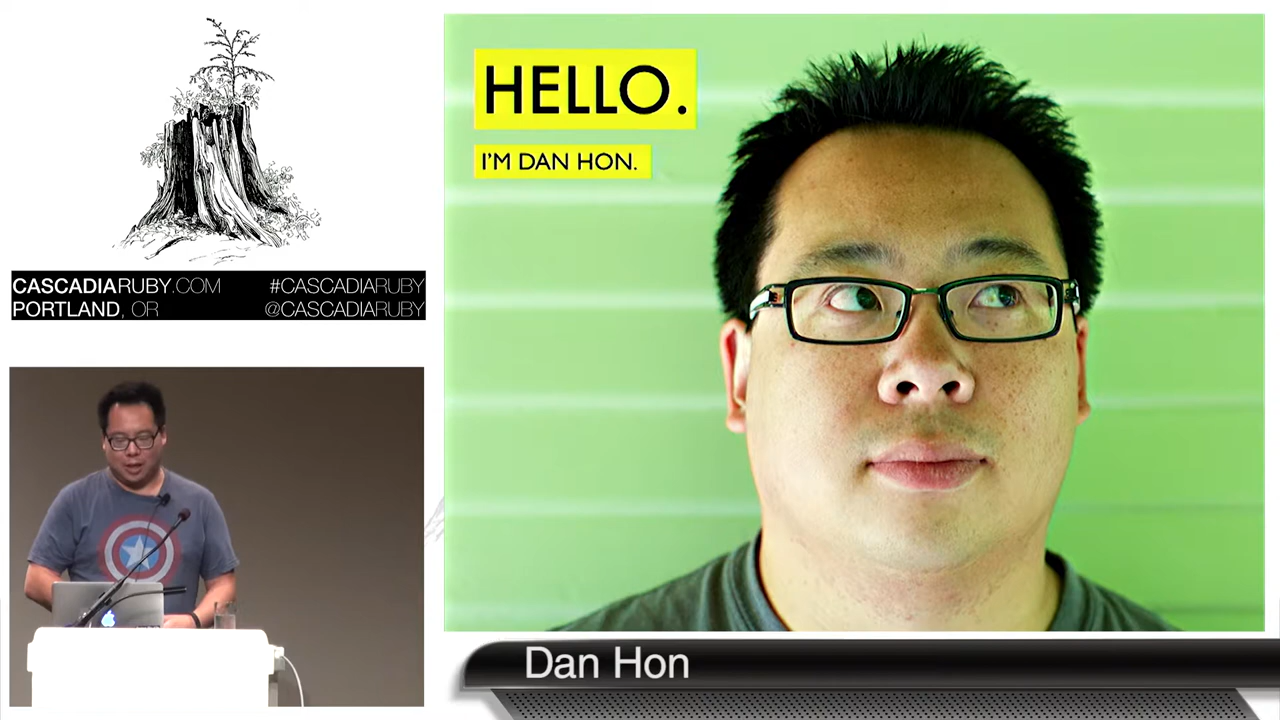 CASCADIARUBY.COM #CASCADIARUBY
PORTLAND, OR @CASCADIARUBY
HELLO.
I'M DAN HON.
Dan Hon